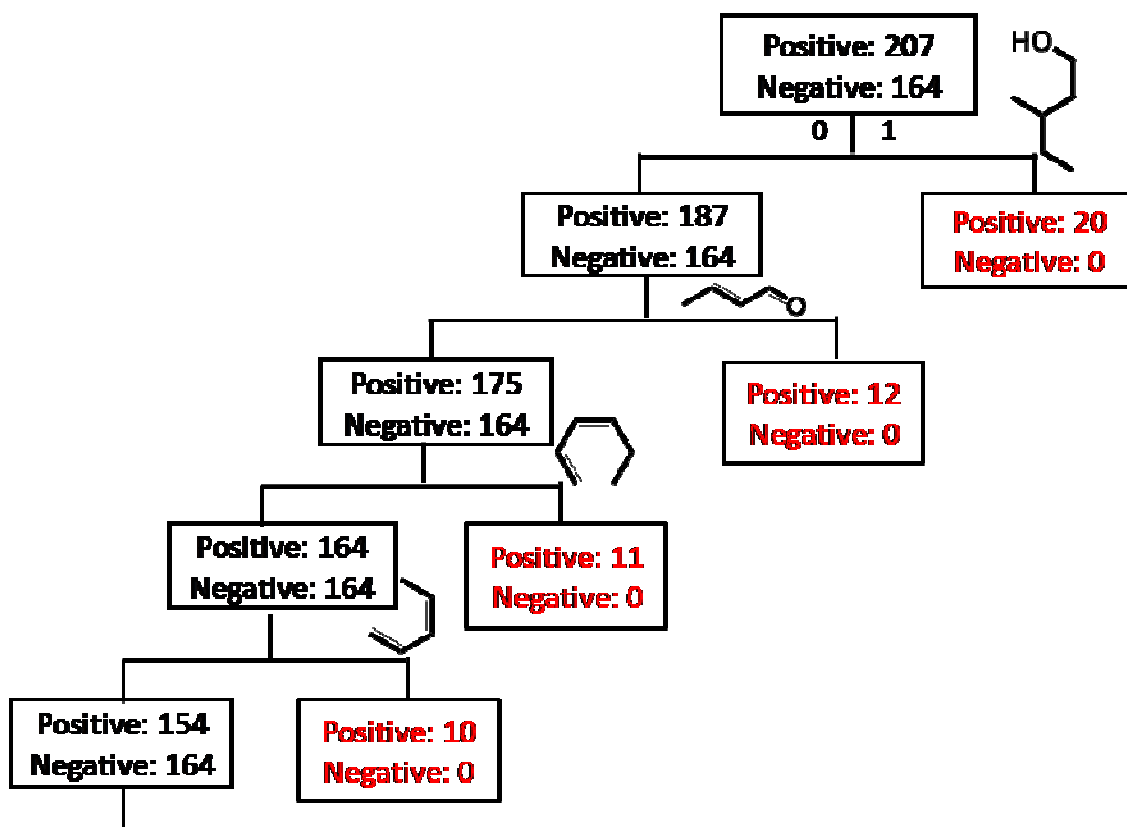 Positive: 207
Negative: 164
HO
0 1
Positive: 187
Negative: 164
Positive: 20
Negative: 0
O
Positive: 175
Negative: 164
Positive: 12
Negative: 0
Positive: 164
Negative: 164
Positive: 11
Negative: 0
Positive: 154
Negative: 164
Positive: 10
Negative: 0